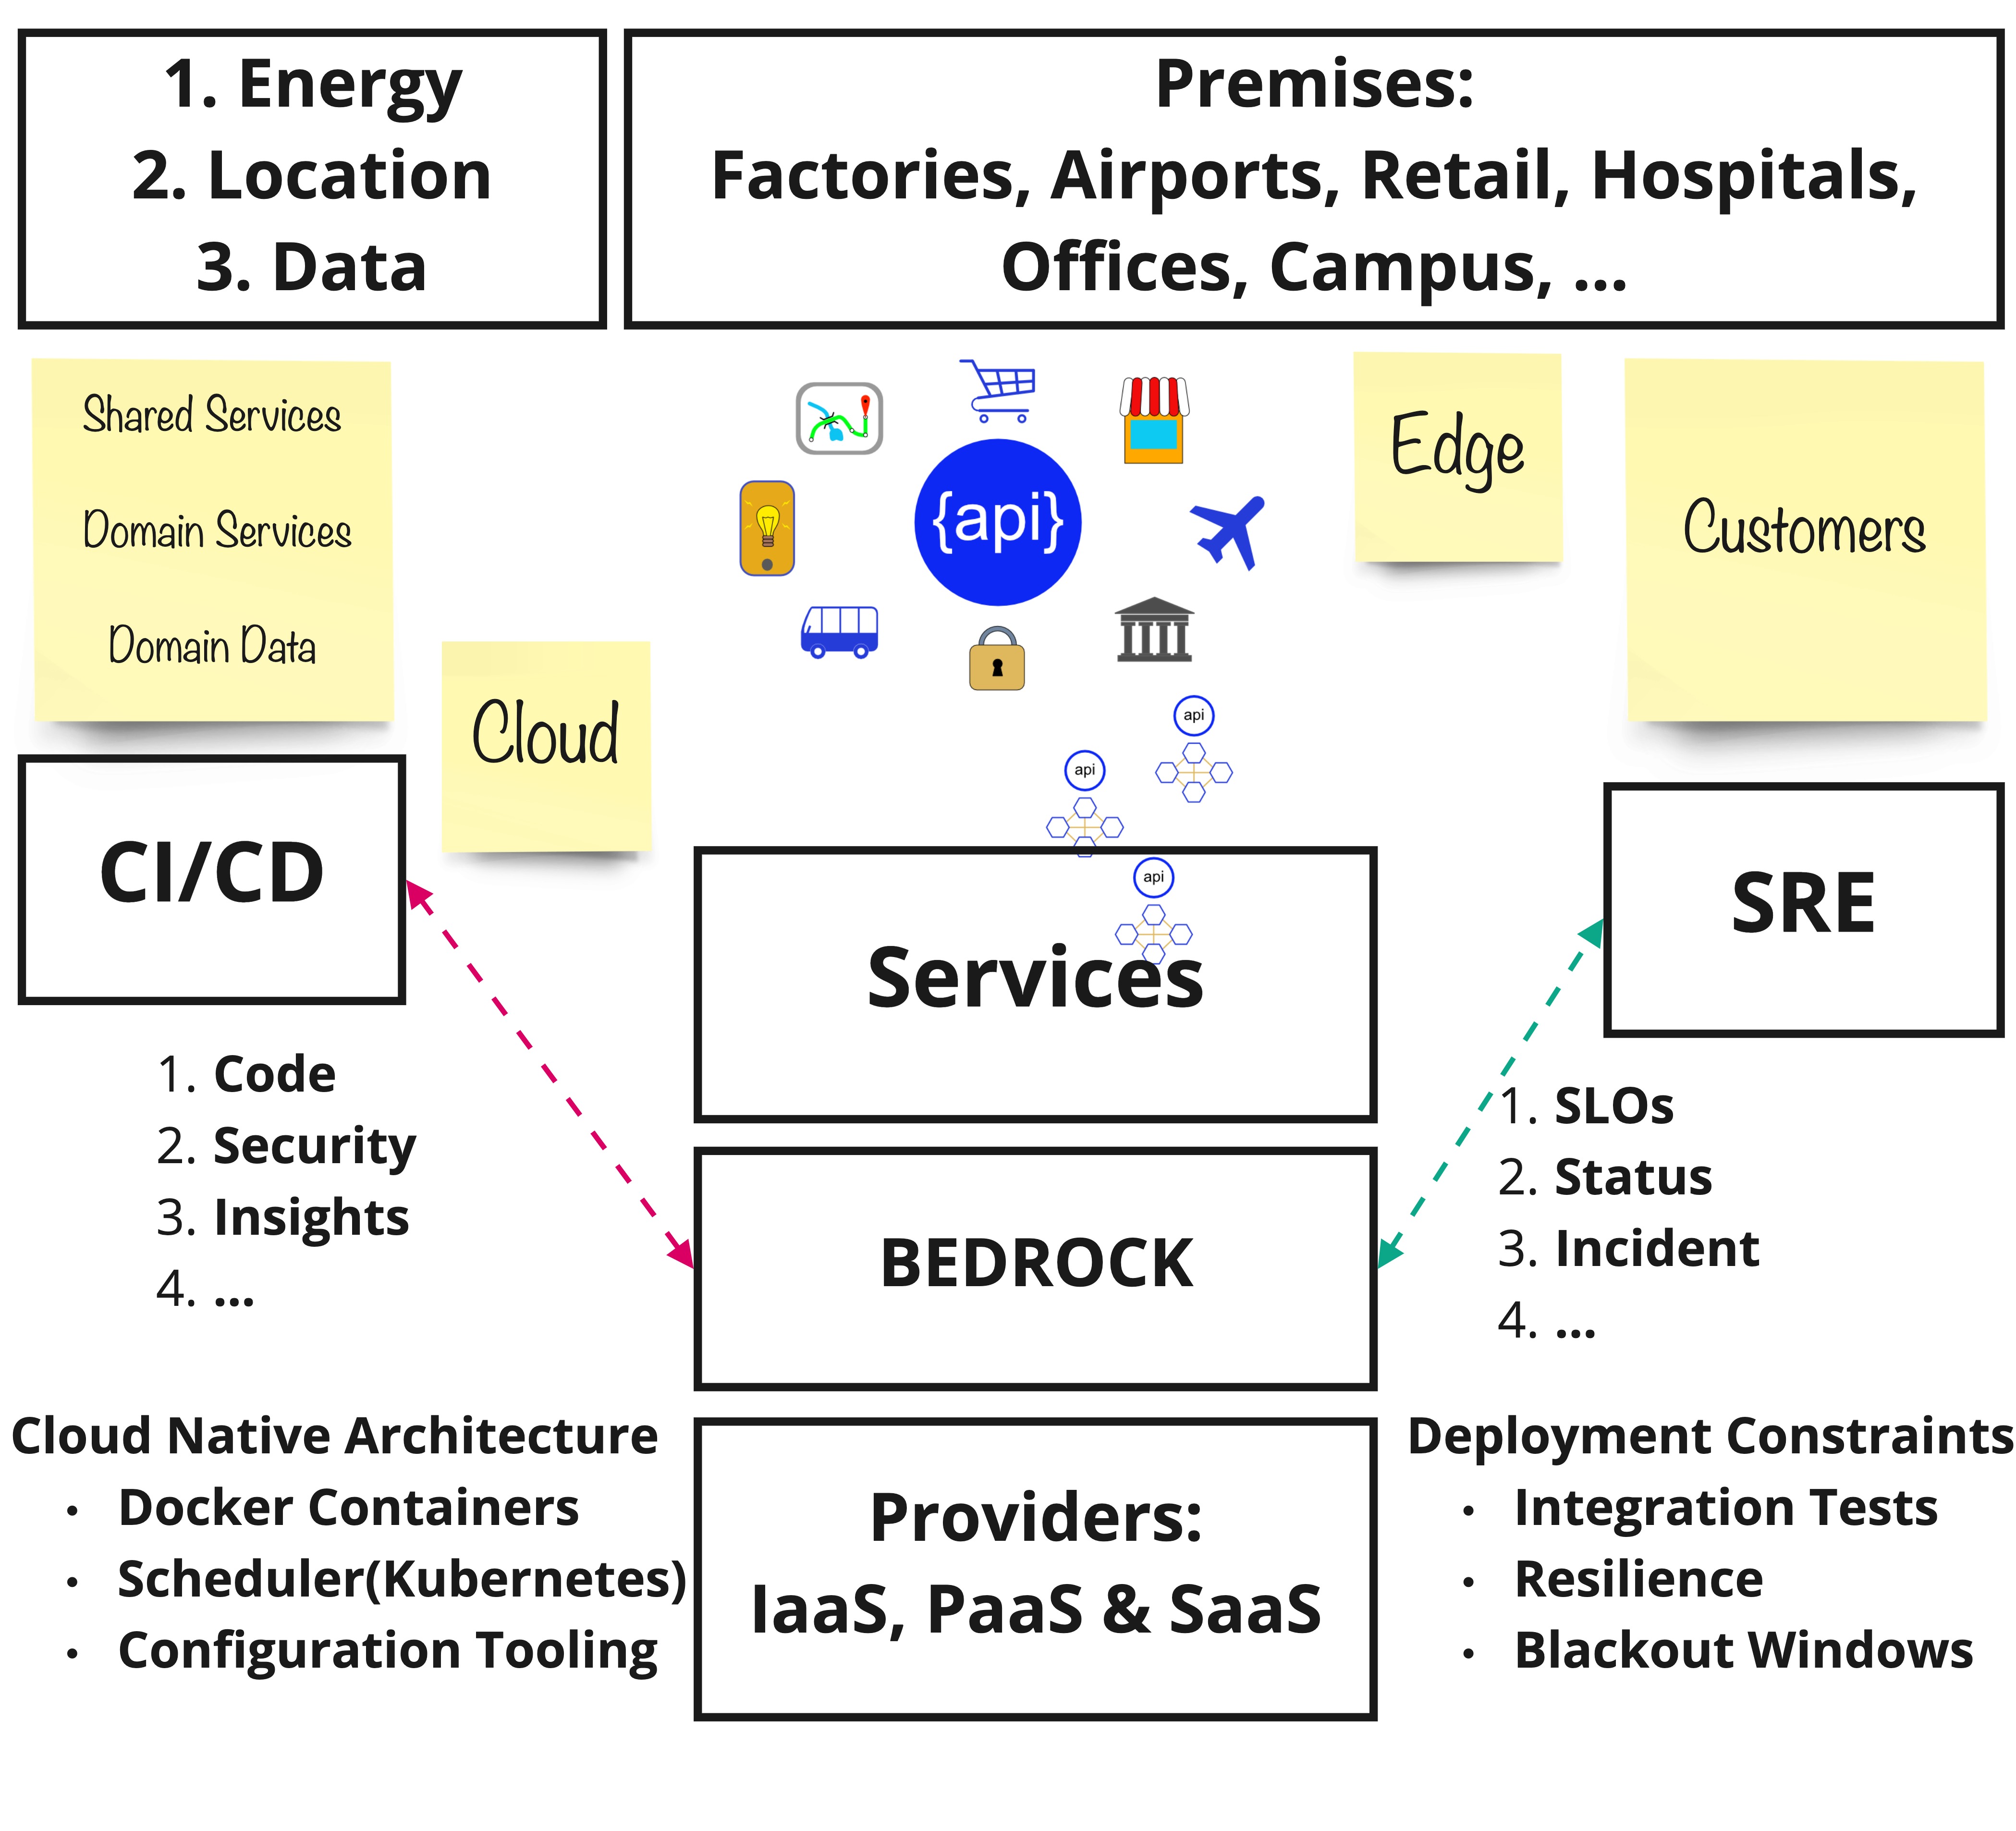 1. Energy
2. Location
3. Data
Premises:
Factories, Airports, Retail, Hospitals,
Offices, Campus, ...
Shared Services
Domain Services
Domain Data
Cloud
{api}
Edge
Customers
api
api
api
CI/CD
1. Code
2. Security
3. Insights
4. ...
Services
BEDROCK
Providers:
IaaS, PaaS & SaaS
SRE
1. SLOs
2. Status
3. Incident
4. ...
Cloud Native Architecture
• Docker Containers
• Scheduler(Kubernetes)
• Configuration Tooling
Deployment Constraints
• Integration Tests
• Resilience
• Blackout Windows